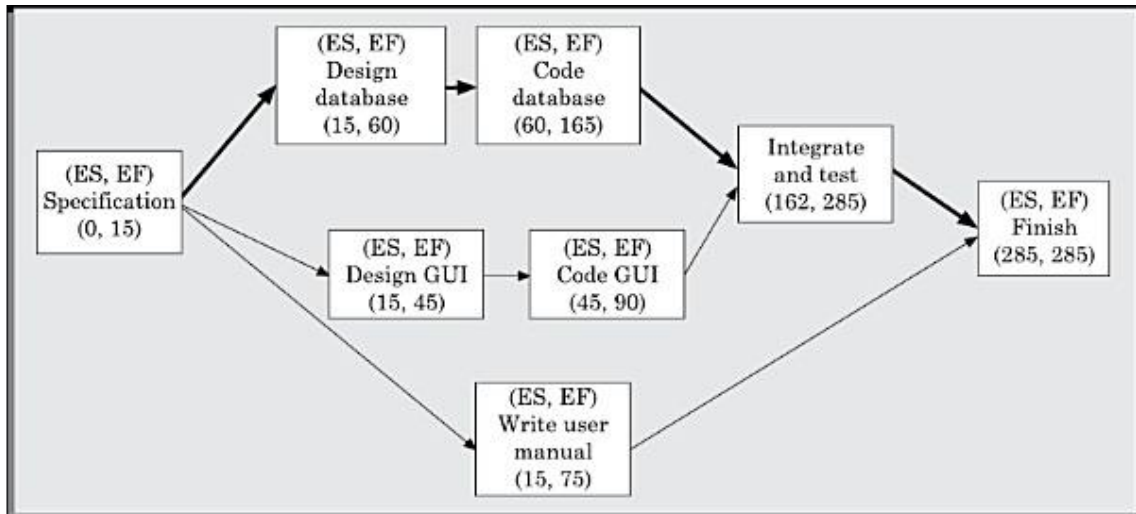 (ES, EF)
Design
database
(15, 60)
(ES, EF)
Code
database
(60, 165)
(ES, EF)
Specification
(0, 15)
Integrate
and test
(162, 285)
(ES, EF)
Finish
(285, 285)
(ES, EF)
Design GUI
(15, 45)
(ES, EF)
Code GUI
(45, 90)
(ES, EF)
Write user
manual
(15, 75)